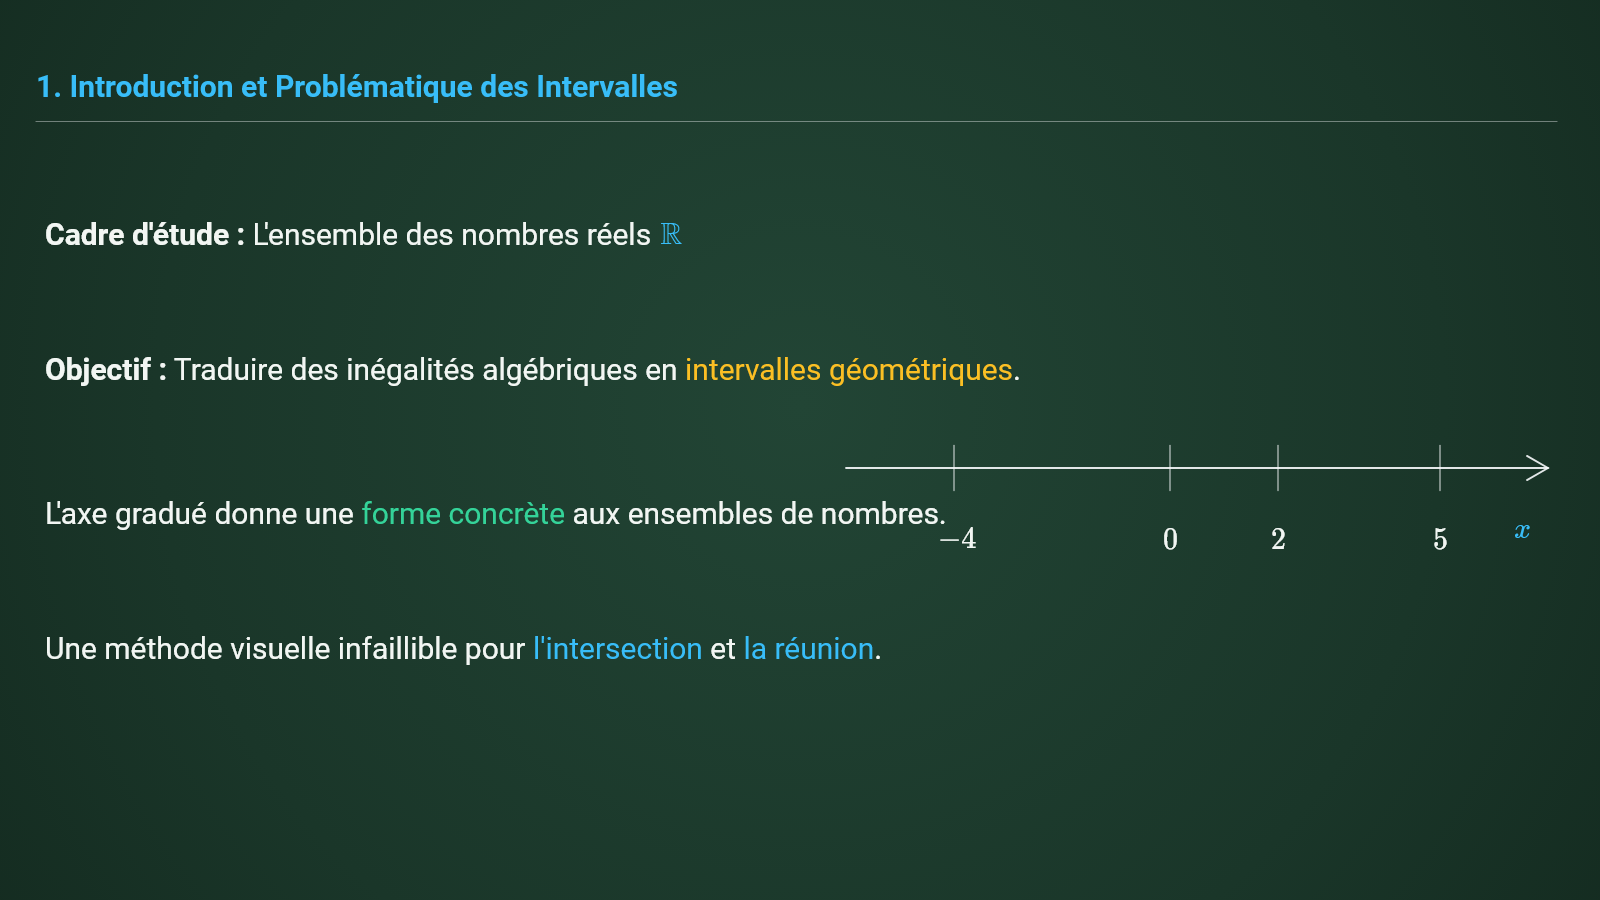 1. Introduction et Problématique des Intervalles
Cadre d'étude : L'ensemble des nombres réels ℝ
Objectif : Traduire des inégalités algébriques en intervalles géométriques.
L'axe gradué donne une forme concrète aux ensembles de nombres.
−4 0 2 5 x
Une méthode visuelle infaillible pour l'intersection et la réunion.